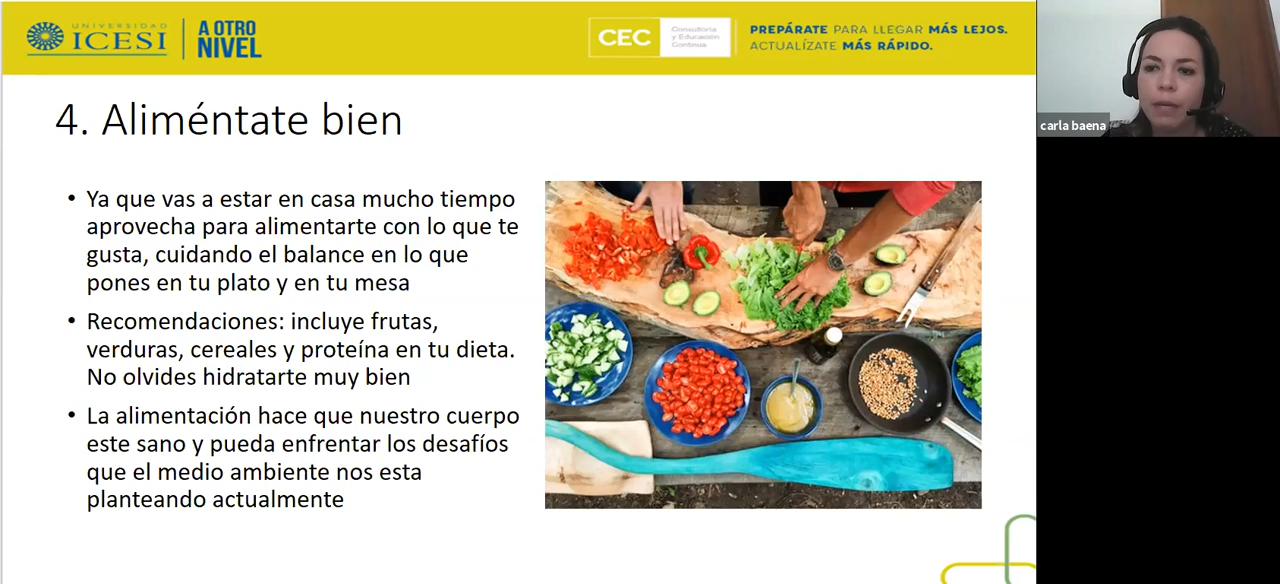 UNIVERSIDAD
ICESI
A OTRO
NIVEL
CEC
Consultoría
y Educación
Continua
PREPÁRATE PARA LLEGAR MÁS LEJOS.
ACTUALÍZATE MÁS RÁPIDO.
carla baena
4. Aliméntate bien
• Ya que vas a estar en casa mucho tiempo
aprovecha para alimentarte con lo que te
gusta, cuidando el balance en lo que
pones en tu plato y en tu mesa
• Recomendaciones: incluye frutas,
verduras, cereales y proteína en tu dieta.
No olvides hidratarte muy bien
• La alimentación hace que nuestro cuerpo
este sano y pueda enfrentar los desafíos
que el medio ambiente nos esta
planteando actualmente